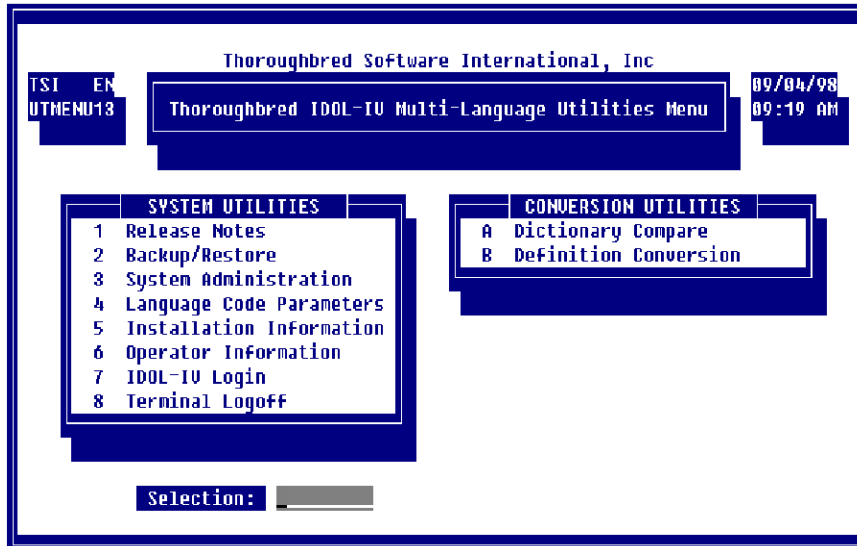 Thoroughbred Software International, Inc
TSI EN
09/04/98
UTMENU13
Thoroughbred IDOL-IV Multi-Language Utilities Menu
09:19 AM
SYSTEM UTILITIES
1 Release Notes
2 Backup/Restore
3 System Administration
4 Language Code Parameters
5 Installation Information
6 Operator Information
7 IDOL-IV Login
8 Terminal Logoff
CONVERSION UTILITIES
A Dictionary Compare
B Definition Conversion
Selection: